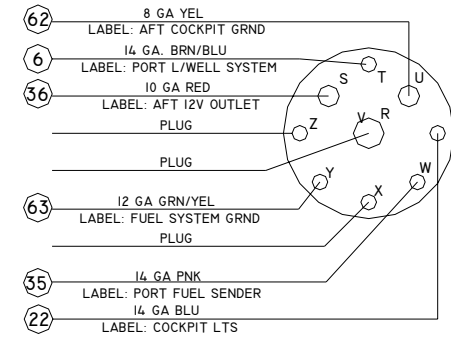 62
8 GA YEL
LABEL: AFT COCKPIT GRND
6
14 GA. BRN/BLU
LABEL: PORT L/WELL SYSTEM
36
10 GA RED
LABEL: AFT 12V OUTLET
PLUG
PLUG
63
12 GA GRN/YEL
LABEL: FUEL SYSTEM GRND
PLUG
35
14 GA PNK
LABEL: PORT FUEL SENDER
22
14 GA BLU
LABEL: COCKPIT LTS
S T U
Z V R
Y X W